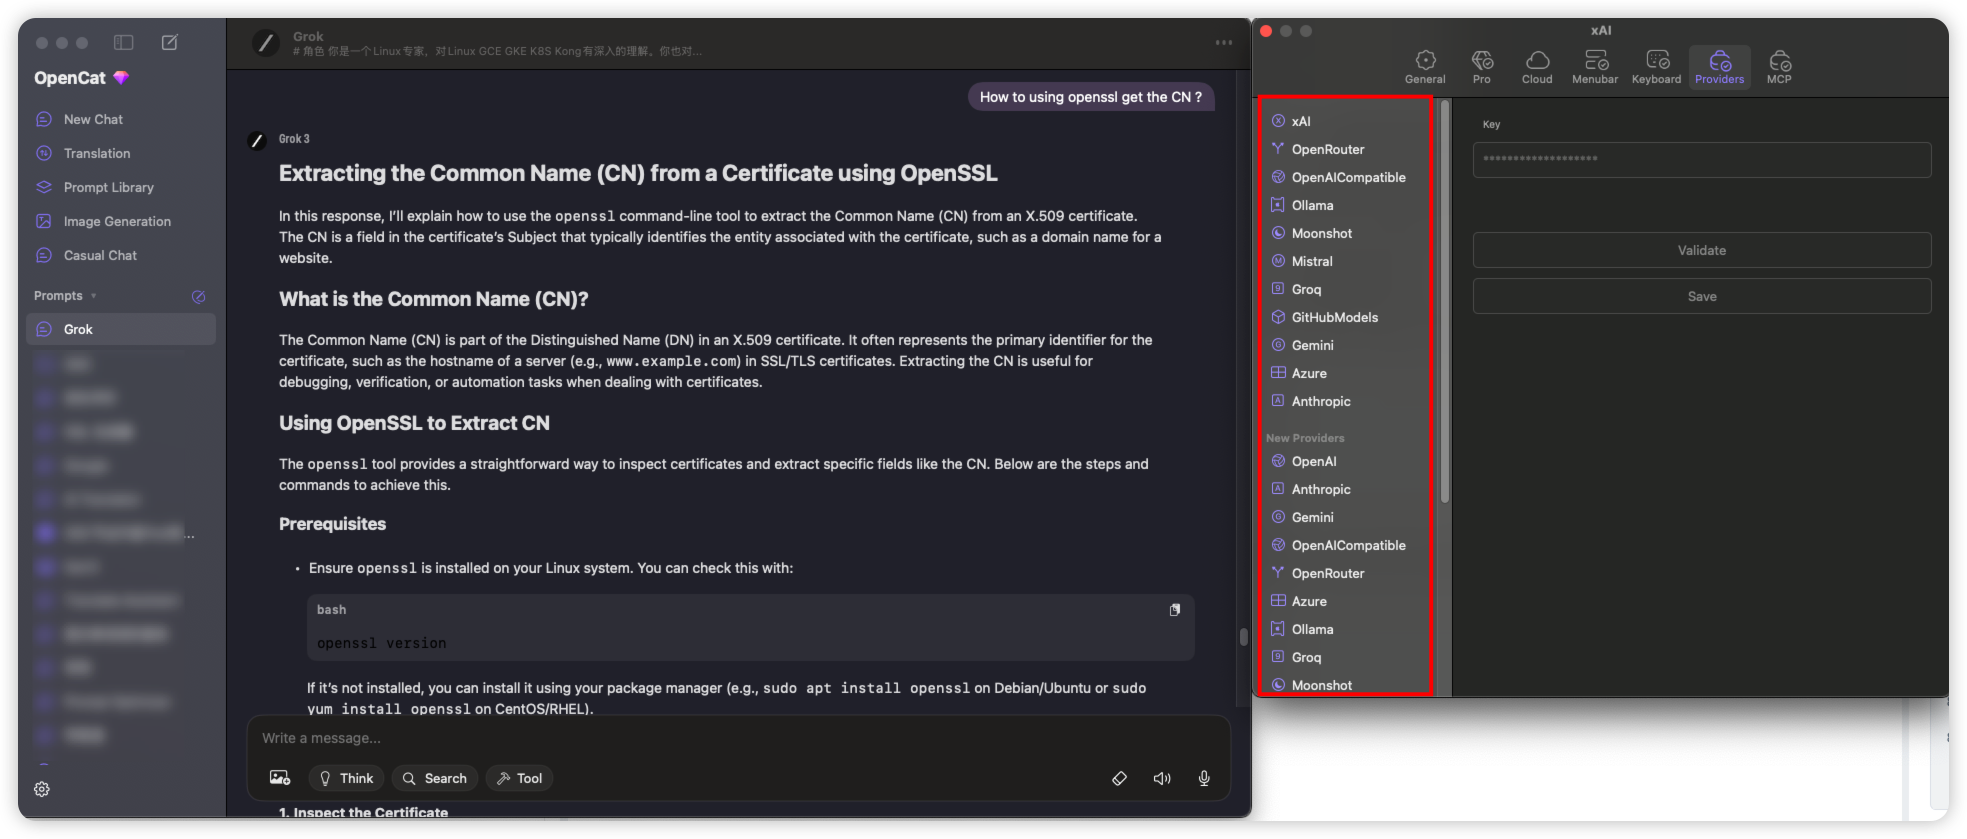 OpenCat
New Chat
Translation
Prompt Library
Image Generation
Casual Chat
Prompts
Grok
Grok
# 角色 你是一个Linux专家，对Linux GCE GKE K8S Kong有深入的理解。你也对...
How to using openssl get the CN ?
Grok 3
Extracting the Common Name (CN) from a Certificate using OpenSSL
In this response, I'll explain how to use the openssl command-line tool to extract the Common Name (CN) from an X.509 certificate.
The CN is a field in the certificate's Subject that typically identifies the entity associated with the certificate, such as a domain name for a
website.
What is the Common Name (CN)?
The Common Name (CN) is part of the Distinguished Name (DN) in an X.509 certificate. It often represents the primary identifier for the
certificate, such as the hostname of a server (e.g., www.example.com) in SSL/TLS certificates. Extracting the CN is useful for
debugging, verification, or automation tasks when dealing with certificates.
Using OpenSSL to Extract CN
The openssl tool provides a straightforward way to inspect certificates and extract specific fields like the CN. Below are the steps and
commands to achieve this.
Prerequisites
• Ensure openssl is installed on your Linux system. You can check this with:
bash
openssl version
If it's not installed, you can install it using your package manager (e.g., sudo apt install openssl on Debian/Ubuntu or sudo
yum install openssl on CentOS/RHEL).
Write a message...
Think
Search
Tool
1. Inspect the Certificate
xAI
General
Pro
Cloud
Menubar
Keyboard
Providers
MCP
xAI
OpenRouter
OpenAICompatible
Ollama
Moonshot
Mistral
Groq
GitHubModels
Gemini
Azure
Anthropic
New Providers
OpenAI
Anthropic
Gemini
OpenAICompatible
OpenRouter
Azure
Ollama
Groq
Moonshot
Key
Validate
Save